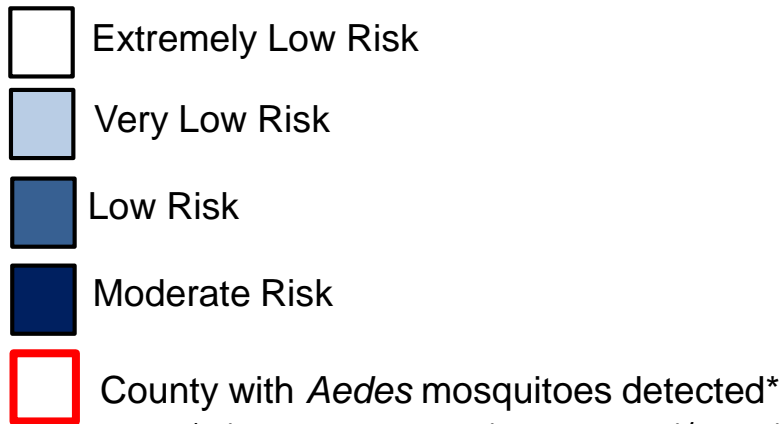 Extremely Low Risk
Very Low Risk
Low Risk
Moderate Risk
County with Aedes mosquitoes detected*